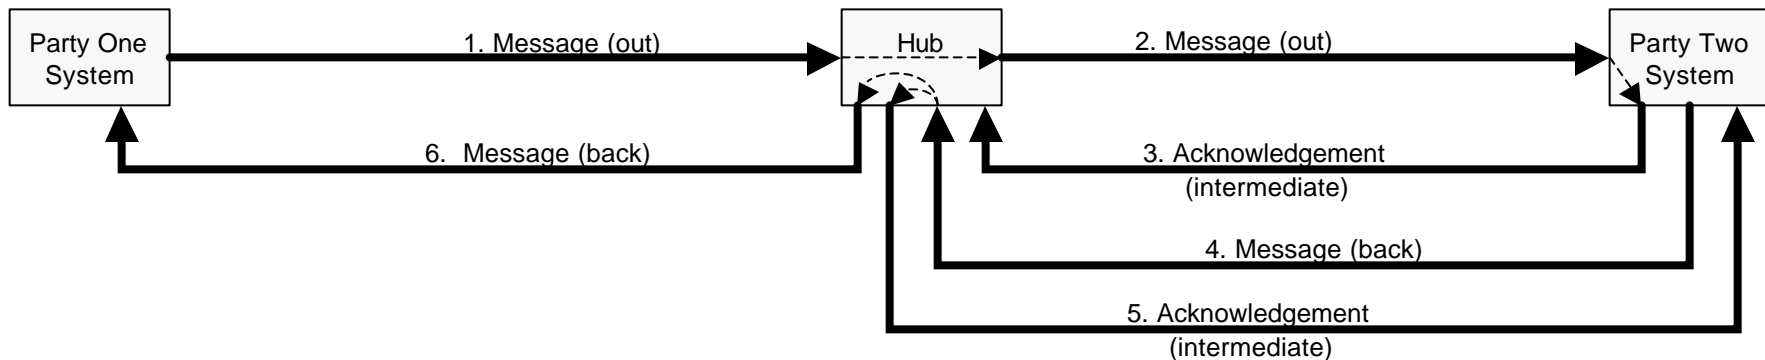 Party One
System
1. Message (out)
Hub
2. Message (out)
Party Two
System
6. Message (back)
3. Acknowledgement
(intermediate)
4. Message (back)
5. Acknowledgement
(intermediate)